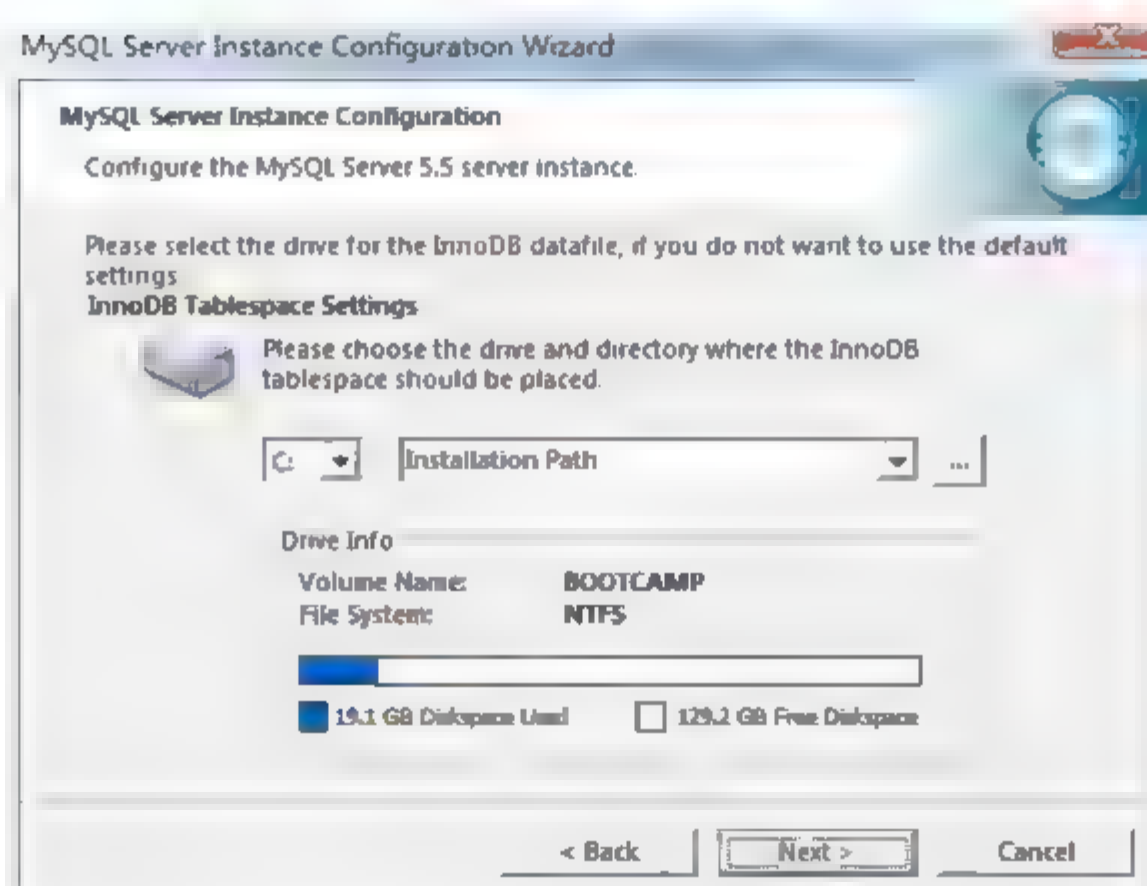 MySQL Server Instance Configuration Wizard
X
MySQL Server Instance Configuration
Configure the MySQL Server 5.5 server instance.
Please select the drive for the InnoDB datafile, if you do not want to use the default
settings
InnoDB Tablespace Settings
Please choose the drive and directory where the InnoDB
tablespace should be placed.
C: Installation Path ...
Drive Info
Volume Name: BOOTCAMP
File System: NTFS
19.1 GB Diskspace Used 129.2 GB Free Diskspace
< Back Next > Cancel